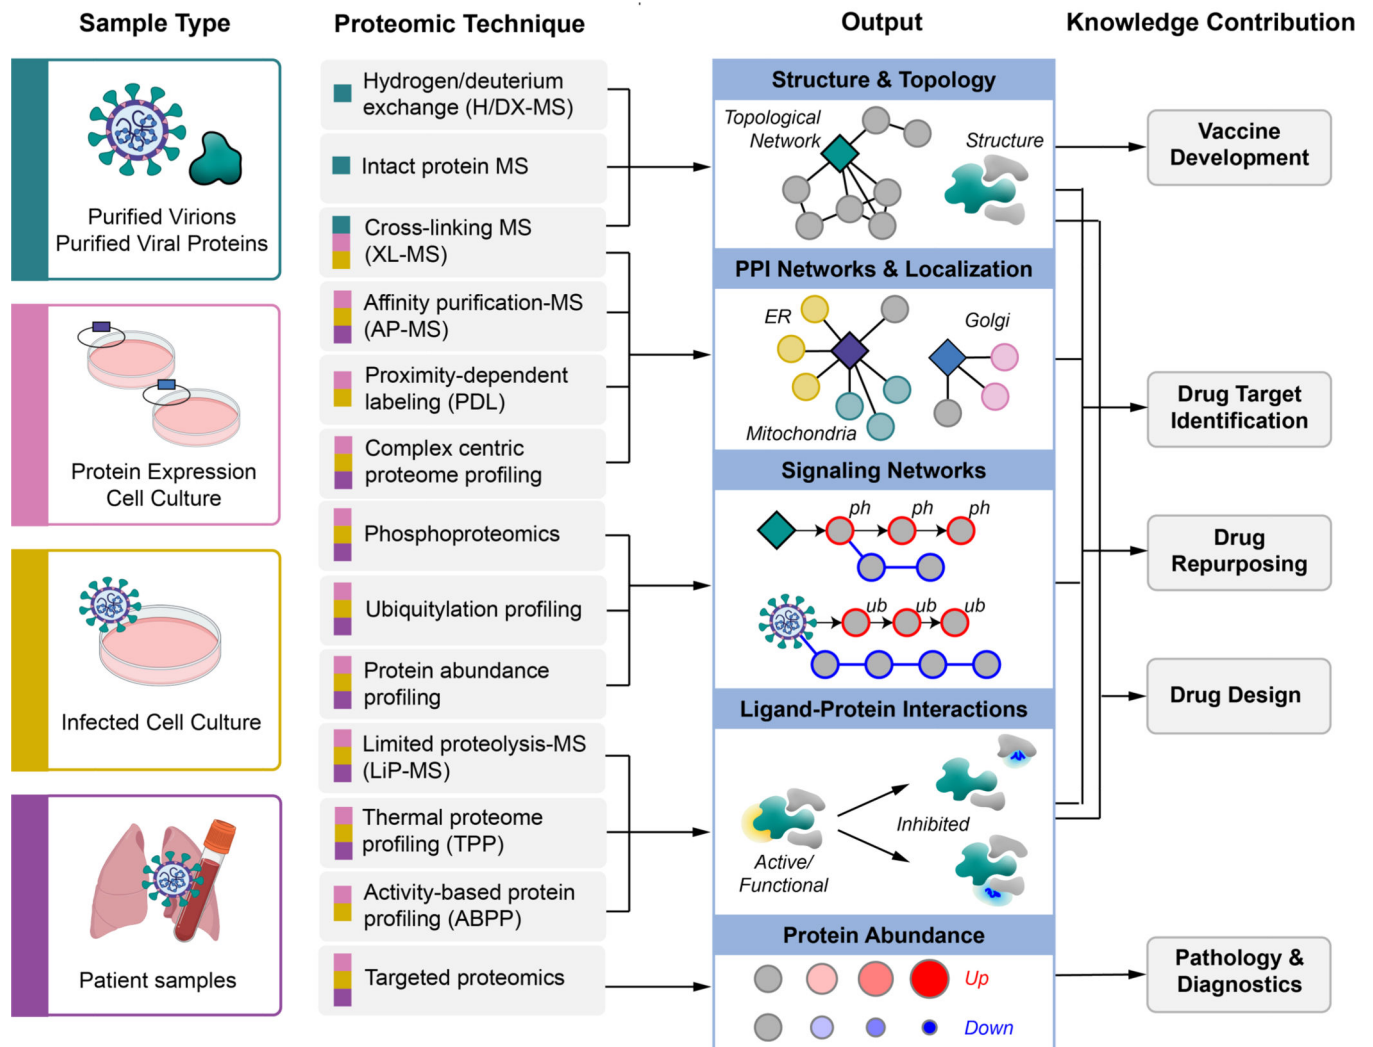 Sample Type
Proteomic Technique
Output
Knowledge Contribution
Purified Virions
Purified Viral Proteins
Protein Expression
Cell Culture
Infected Cell Culture
Patient samples
Hydrogen/deuterium
exchange (H/DX-MS)
Intact protein MS
Cross-linking MS
(XL-MS)
Affinity purification-MS
(AP-MS)
Proximity-dependent
labeling (PDL)
Complex centric
proteome profiling
Phosphoproteomics
Ubiquitylation profiling
Protein abundance
profiling
Limited proteolysis-MS
(LiP-MS)
Thermal proteome
profiling (TPP)
Activity-based protein
profiling (ABPP)
Targeted proteomics
Structure & Topology
Topological
Network
Structure
PPI Networks & Localization
ER
Golgi
Mitochondria
Signaling Networks
ph ph ph
ub ub ub
Ligand-Protein Interactions
Inhibited
Active/
Functional
Protein Abundance
Up
Down
Vaccine
Development
Drug Target
Identification
Drug
Repurposing
Drug Design
Pathology &
Diagnostics